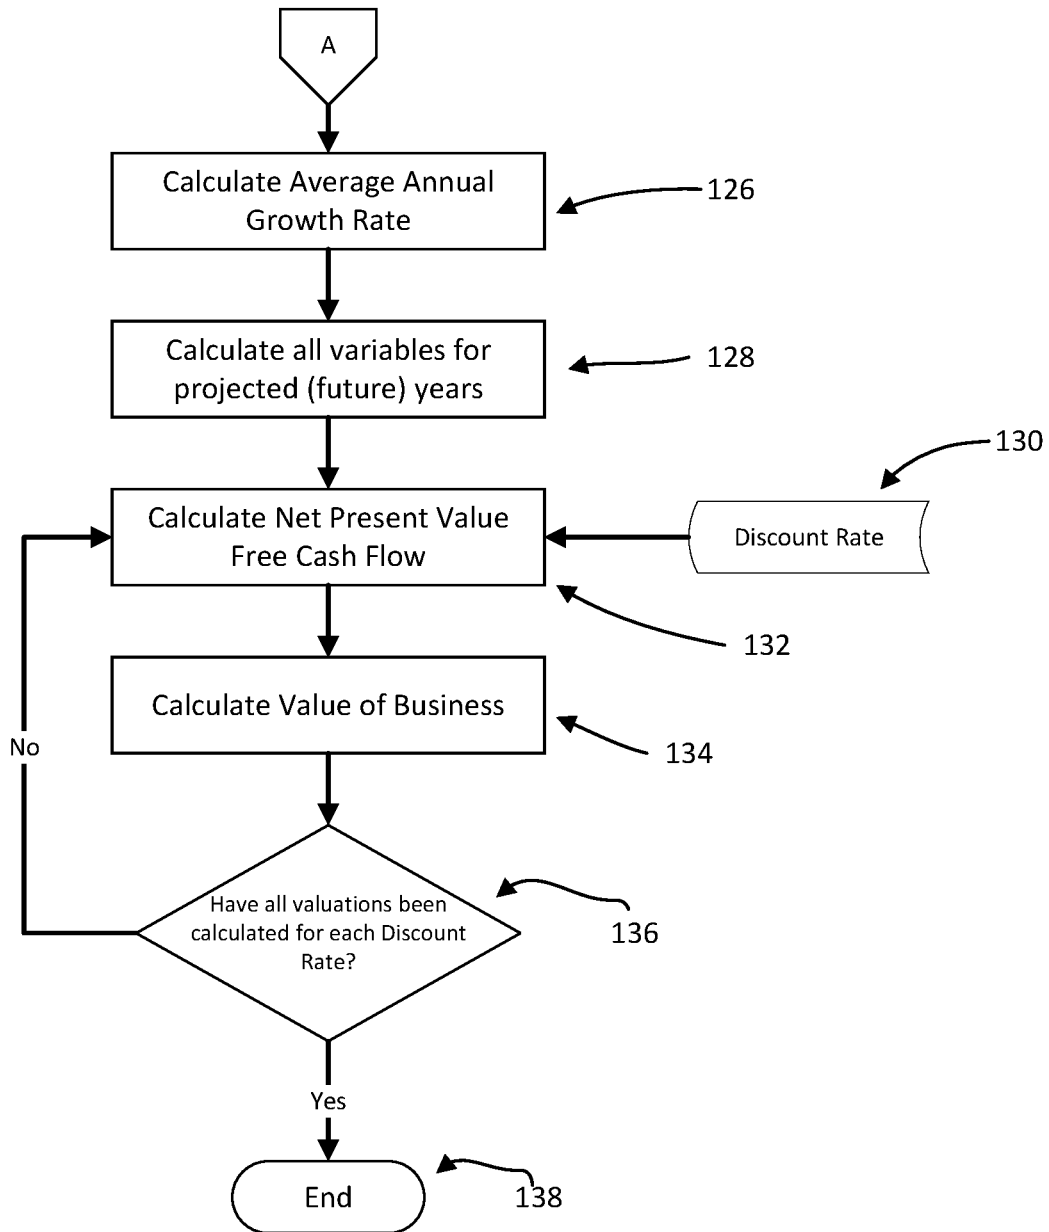 A
Calculate Average Annual
Growth Rate
126
Calculate all variables for
projected (future) years
128
130
Calculate Net Present Value
Free Cash Flow
Discount Rate
132
Calculate Value of Business
134
No
Have all valuations been
calculated for each Discount
Rate?
136
Yes
End
138